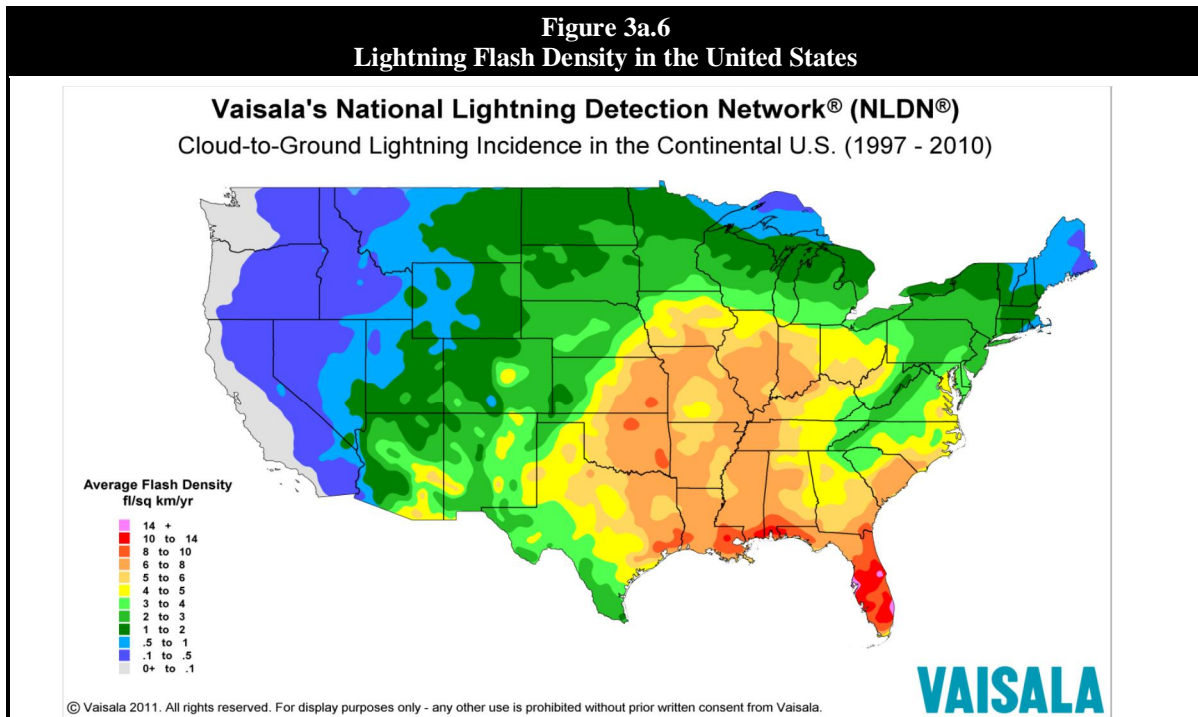 Figure 3a.6
Lightning Flash Density in the United States
Vaisala's National Lightning Detection Network® (NLDN®)
Cloud-to-Ground Lightning Incidence in the Continental U.S. (1997 - 2010)
Average Flash Density
fl/sq km/yr
14 +
10 to 14
8 to 10
6 to 8
5 to 6
4 to 5
3 to 4
2 to 3
1 to 2
.5 to 1
.1 to .5
0+ to .1
© Vaisala 2011. All rights reserved. For display purposes only - any other use is prohibited without prior written consent from Vaisala.
VAISALA